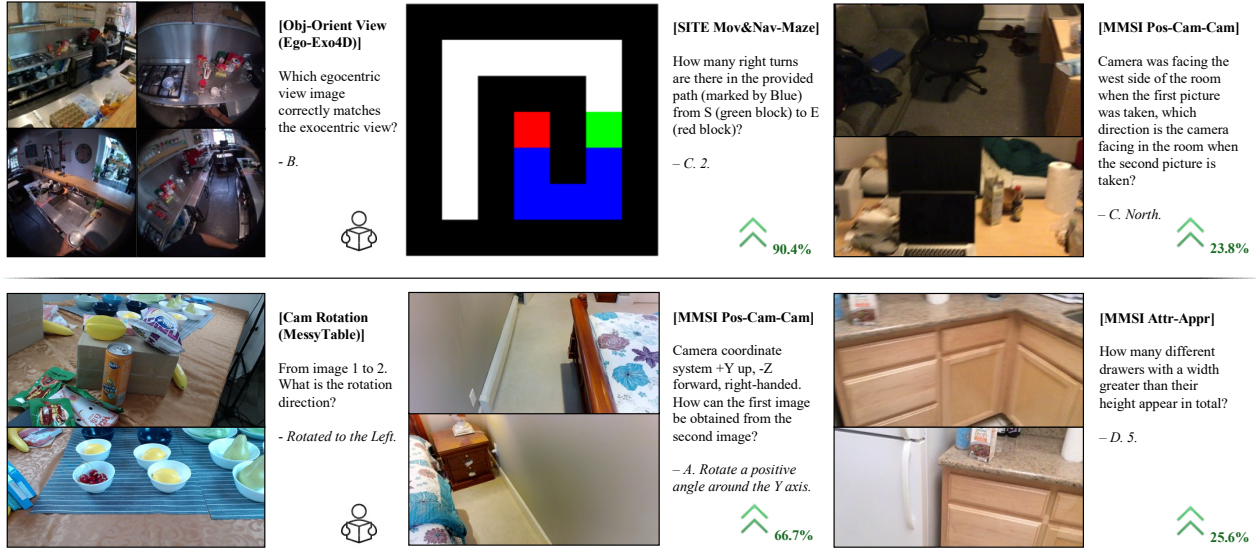 [Obj-Orient View
(Ego-Exo4D)]
Which egocentric
view image
correctly matches
the exocentric view?
- B.
[SITE Mov&Nav-Maze]
How many right turns
are there in the provided
path (marked by Blue)
from S (green block) to E
(red block)?
– C. 2.
90.4%
[MMSI Pos-Cam-Cam]
Camera was facing the
west side of the room
when the first picture
was taken, which
direction is the camera
facing in the room when
the second picture is
taken?
– C. North.
23.8%
[Cam Rotation
(MessyTable)]
From image 1 to 2.
What is the rotation
direction?
- Rotated to the Left.
[MMSI Pos-Cam-Cam]
Camera coordinate
system +Y up, -Z
forward, right-handed.
How can the first image
be obtained from the
second image?
– A. Rotate a positive
angle around the Y axis.
66.7%
[MMSI Attr-Appr]
How many different
drawers with a width
greater than their
height appear in total?
– D. 5.
25.6%